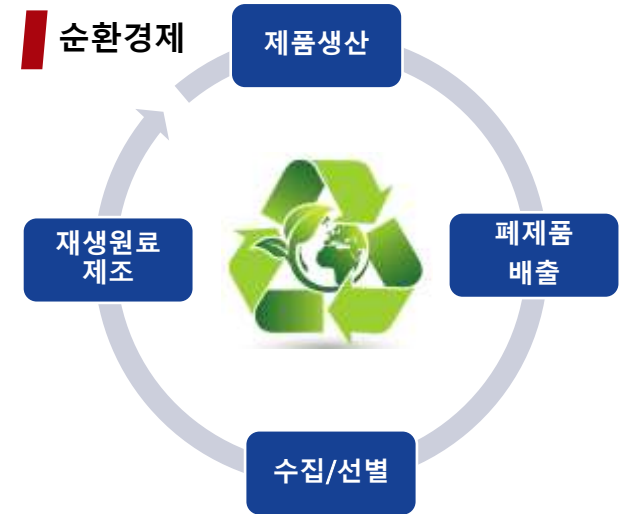 순환경제
제품생산
폐제품
배출
수집/선별
재생원료
제조